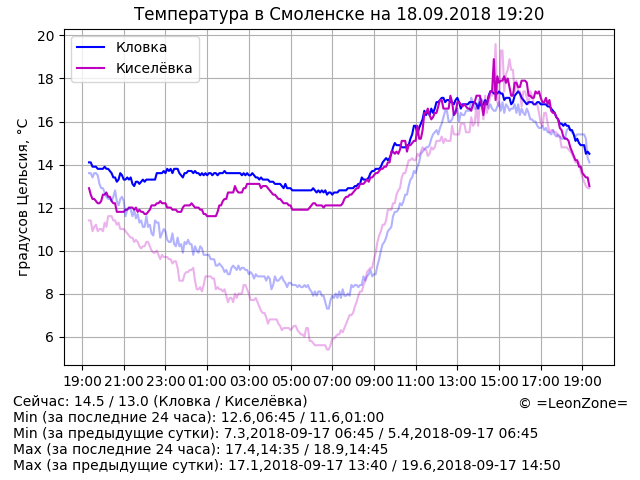 Температура в Смоленске на 18.09.2018 19:20
Кловка
Киселёвка
градусов Цельсия, °C
20
18
16
14
12
10
8
6
19:00 21:00 23:00 01:00 03:00 05:00 07:00 09:00 11:00 13:00 15:00 17:00 19:00
Сейчас: 14.5 / 13.0 (Кловка / Киселёвка)
© =LeonZone=
Min (за последние 24 часа): 12.6,06:45 / 11.6,01:00
Min (за предыдущие сутки): 7.3,2018-09-17 06:45 / 5.4,2018-09-17 06:45
Max (за последние 24 часа): 17.4,14:35 / 18.9,14:45
Max (за предыдущие сутки): 17.1,2018-09-17 13:40 / 19.6,2018-09-17 14:50